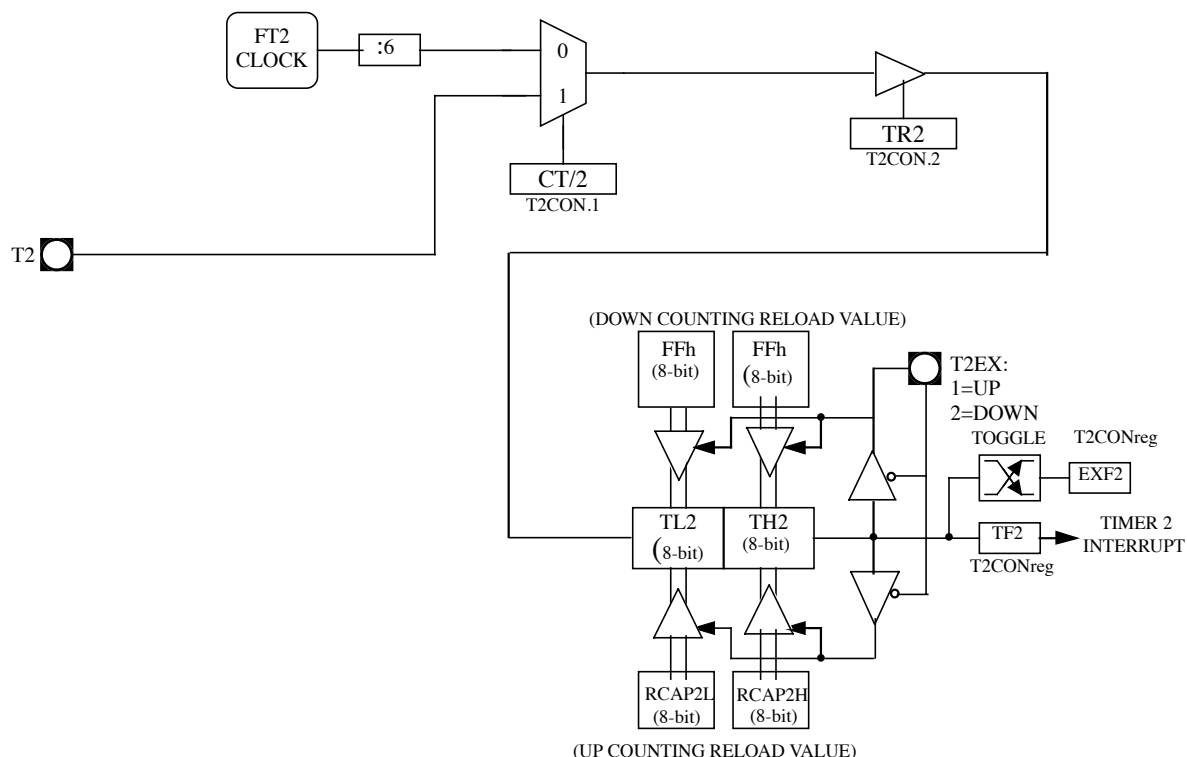 FT2
CLOCK
:6
0
1
TR2
T2CON.2
CT/2
T2CON.1
T2
(DOWN COUNTING RELOAD VALUE)
FFh
(8-bit)
FFh
(8-bit)
T2EX:
1=UP
2=DOWN
TOGGLE
T2CONreg
EXF2
TL2
(8-bit)
TH2
(8-bit)
TF2
T2CONreg
TIMER 2
INTERRUPT
RCAP2L
(8-bit)
RCAP2H
(8-bit)
(UP COUNTING RELOAD VALUE)